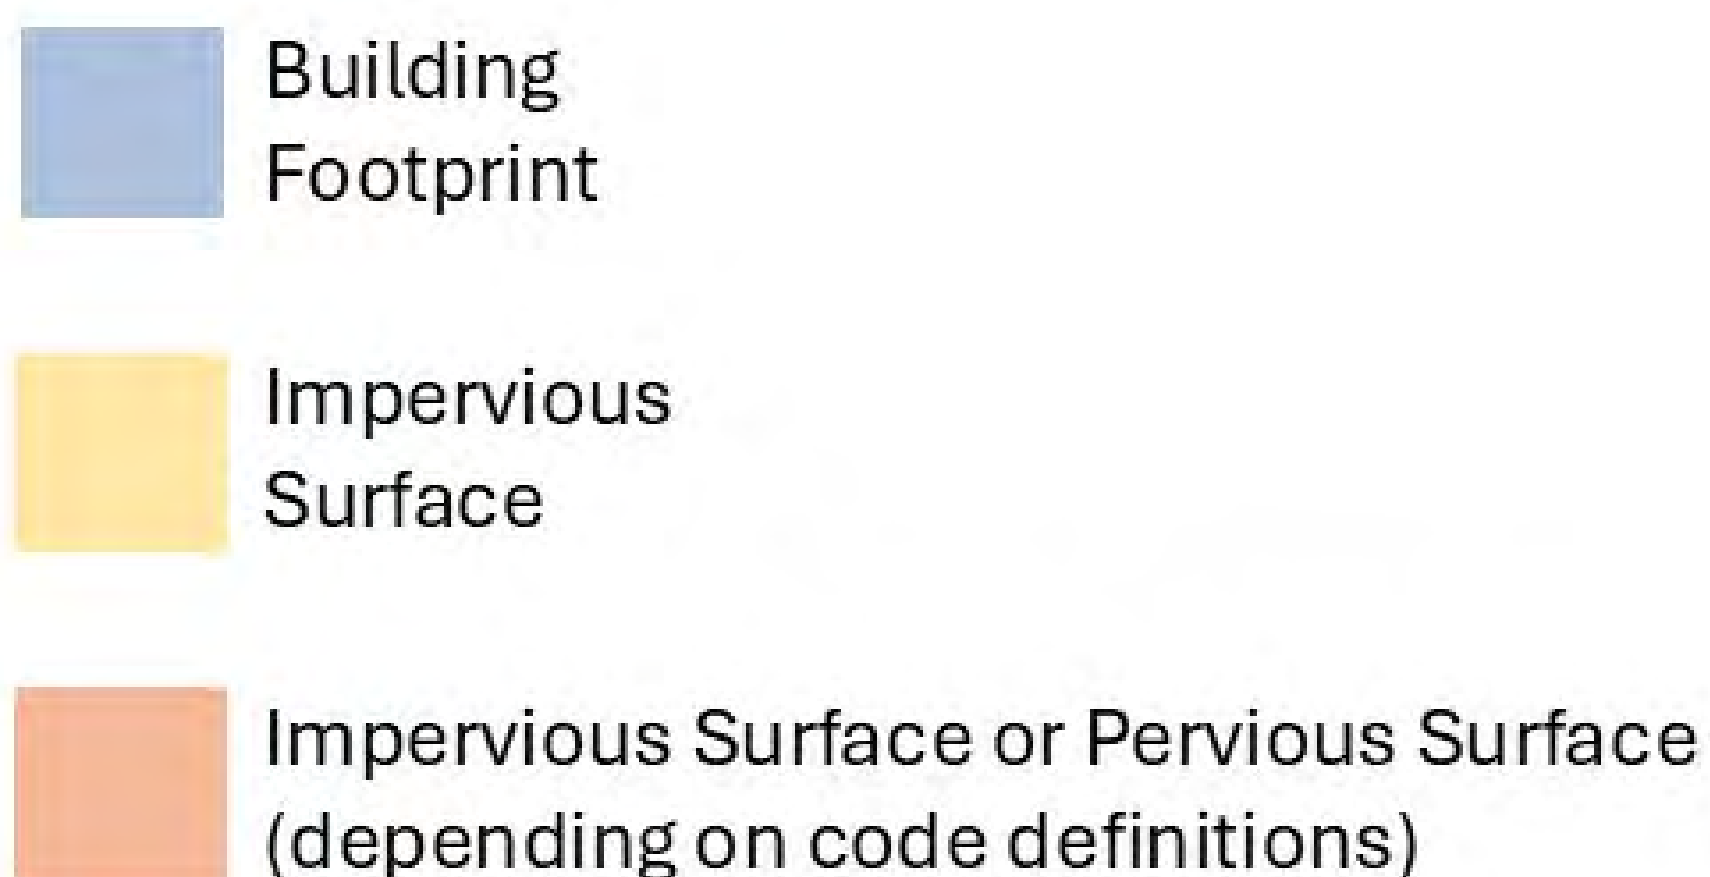 Building
Footprint
Impervious
Surface
Impervious Surface or Pervious Surface
(depending on code definitions)